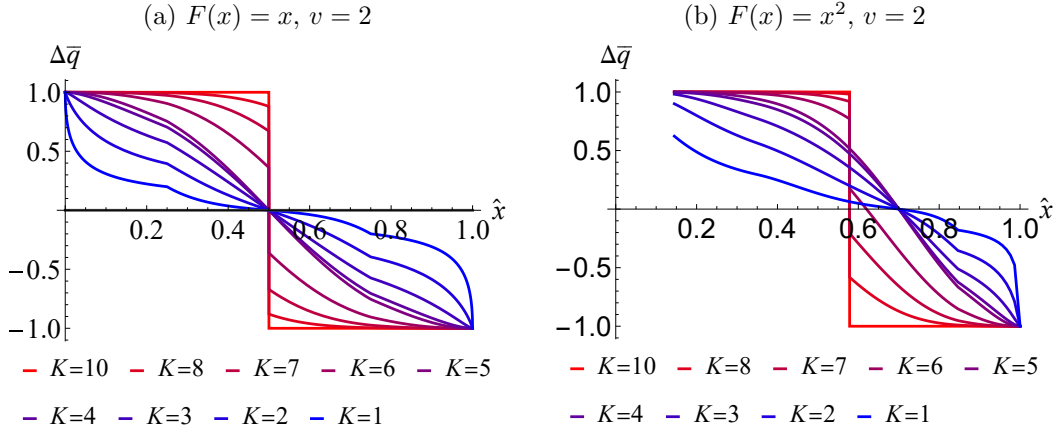 (a) F(x) = x, v = 2
Δq̅
1.0
0.5
−0.5
−1.0
0.2 0.4 0.6 0.8 1.0 x̂
K=10 K=8 K=7 K=6 K=5
K=4 K=3 K=2 K=1
(b) F(x) = x², v = 2
Δq̅
1.0
0.5
−0.5
−1.0
0.2 0.4 0.6 0.8 1.0 x̂
K=10 K=8 K=7 K=6 K=5
K=4 K=3 K=2 K=1